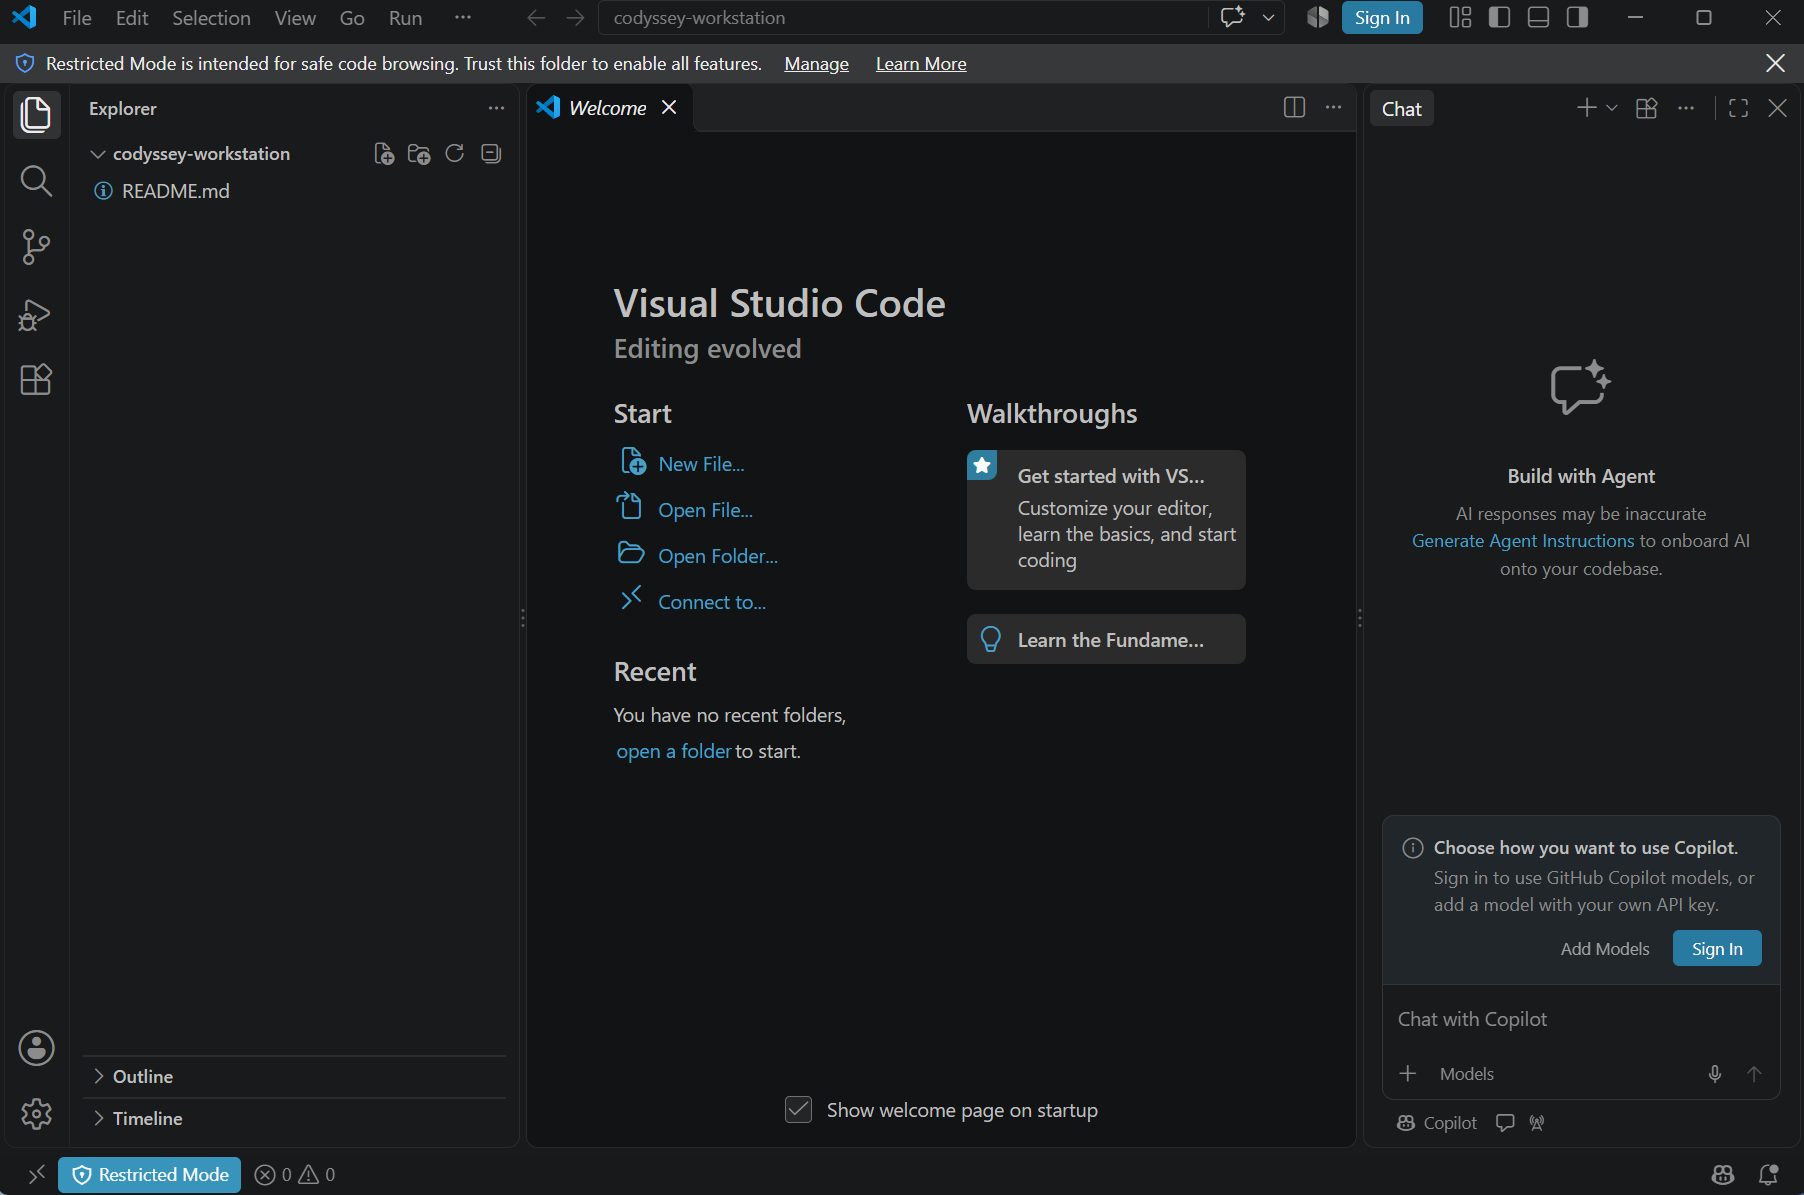 File Edit Selection View Go Run ···
codyssey-workstation
Sign In
Restricted Mode is intended for safe code browsing. Trust this folder to enable all features. Manage Learn More
Explorer
codyssey-workstation
README.md
Outline
Timeline
Welcome
Visual Studio Code
Editing evolved
Start
New File...
Open File...
Open Folder...
Connect to...
Recent
You have no recent folders,
open a folder to start.
Walkthroughs
Get started with VS...
Customize your editor,
learn the basics, and start
coding
Learn the Fundame...
Show welcome page on startup
Chat
Build with Agent
AI responses may be inaccurate
Generate Agent Instructions to onboard AI
onto your codebase.
Choose how you want to use Copilot.
Sign in to use GitHub Copilot models, or
add a model with your own API key.
Add Models Sign In
Chat with Copilot
Models
Copilot
Restricted Mode 0 0